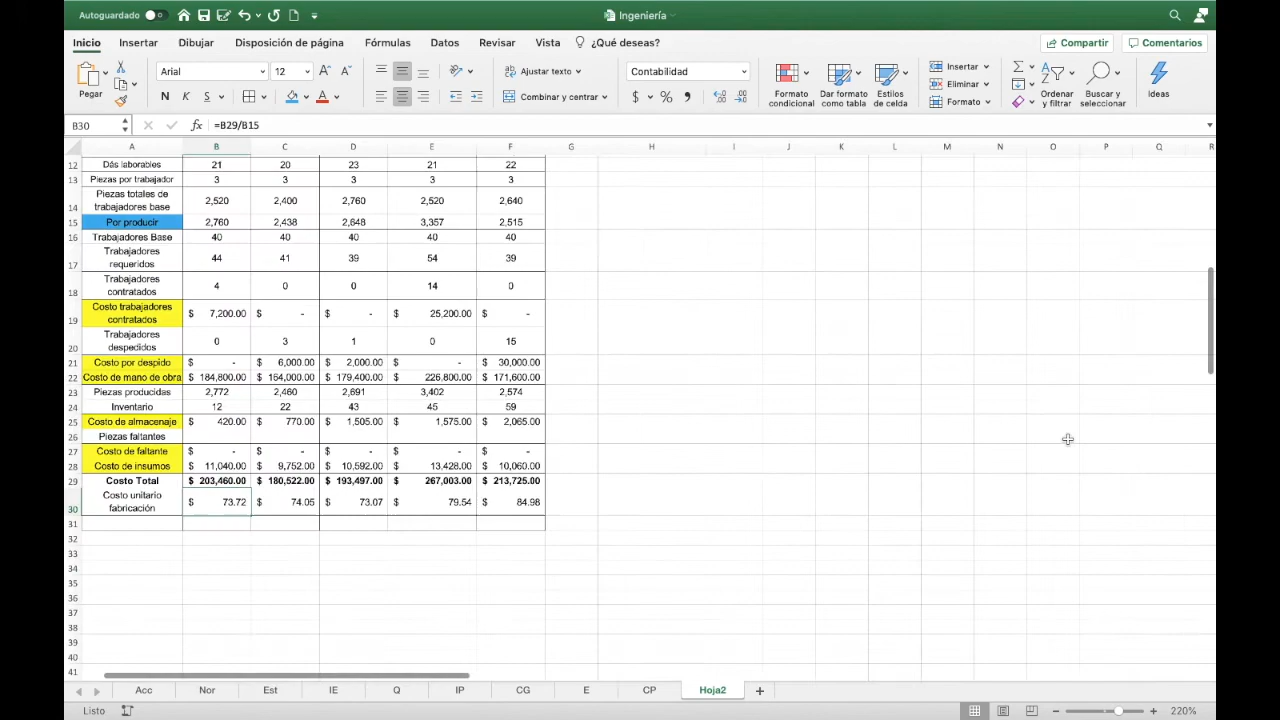 Autoguardado
Ingeniería
Inicio Insertar Dibujar Disposición de página Fórmulas Datos Revisar Vista ¿Qué deseas? Compartir Comentarios
Pegar Arial 12 Ajustar texto Contabilidad Insertar
N K S A Combinar y centrar $ % Eliminar
Formato condicional Dar formato como tabla Estilos de celda Formato Ordenar y filtrar Buscar y seleccionar Ideas
B30 fx =B29/B15
A B C D E F G H I J K L M N O P Q R
12 Dás laborables 21 20 23 21 22
13 Piezas por trabajador 3 3 3 3 3
14 Piezas totales de trabajadores base 2,520 2,400 2,760 2,520 2,640
15 Por producir 2,760 2,438 2,648 3,357 2,515
16 Trabajadores Base 40 40 40 40 40
17 Trabajadores requeridos 44 41 39 54 39
18 Trabajadores contratados 4 0 0 14 0
19 Costo trabajadores contratados $ 7,200.00 $ - $ - $ 25,200.00 $ -
20 Trabajadores despedidos 0 3 1 0 15
21 Costo por despido $ - $ 6,000.00 $ 2,000.00 $ - $ 30,000.00
22 Costo de mano de obra $ 184,800.00 $ 164,000.00 $ 179,400.00 $ 226,800.00 $ 171,600.00
23 Piezas producidas 2,772 2,460 2,691 3,402 2,574
24 Inventario 12 22 43 45 59
25 Costo de almacenaje $ 420.00 $ 770.00 $ 1,505.00 $ 1,575.00 $ 2,065.00
26 Piezas faltantes
27 Costo de faltante $ - $ - $ - $ - $ -
28 Costo de insumos $ 11,040.00 $ 9,752.00 $ 10,592.00 $ 13,428.00 $ 10,060.00
29 Costo Total $ 203,460.00 $ 180,522.00 $ 193,497.00 $ 267,003.00 $ 213,725.00
30 Costo unitario fabricación $ 73.72 $ 74.05 $ 73.07 $ 79.54 $ 84.98
31
32
33
34
35
36
37
38
39
40
41
Acc Nor Est IE Q IP CG E CP Hoja2
Listo 220%